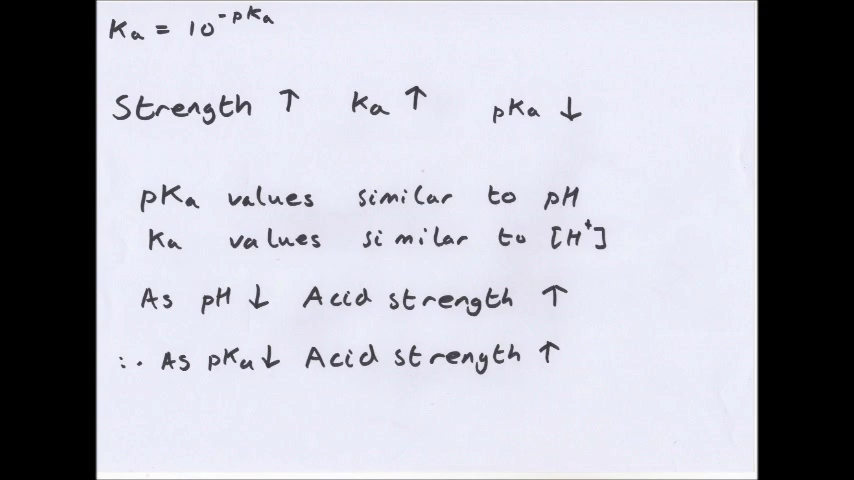 Ka = 10^-pKa
Strength ↑ Ka ↑ pKa ↓
pKa values similar to pH
Ka values similar to [H⁺]
As pH ↓ Acid strength ↑
∴ As pKa ↓ Acid strength ↑